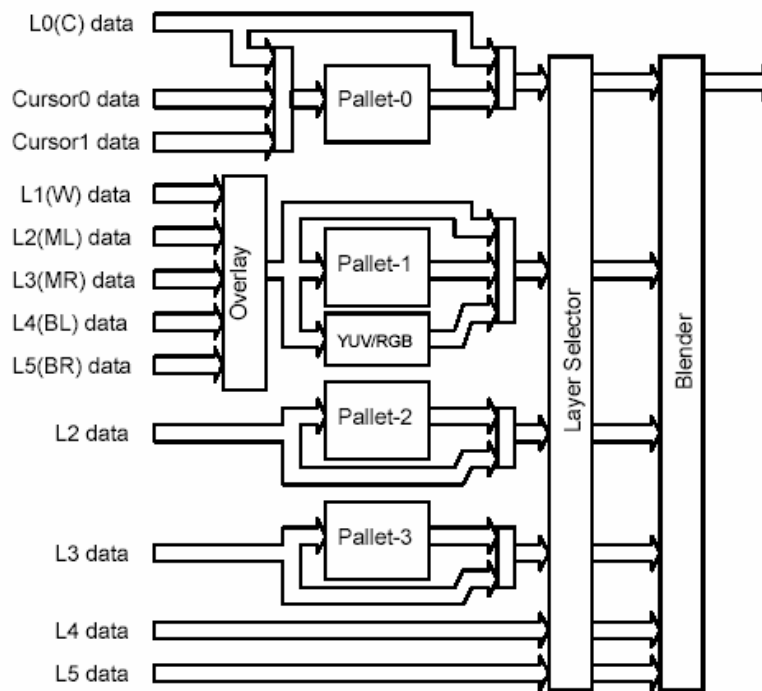 L0(C) data
Cursor0 data
Cursor1 data
Pallet-0
L1(W) data
L2(ML) data
L3(MR) data
L4(BL) data
L5(BR) data
Overlay
Pallet-1
YUV/RGB
L2 data
Pallet-2
L3 data
Pallet-3
L4 data
L5 data
Layer Selector
Blender